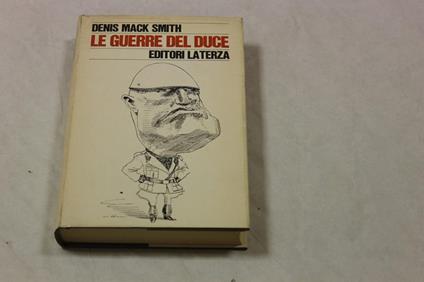 DENIS MACK SMITH
LE GUERRE DEL DUCE
EDITORI LATERZA